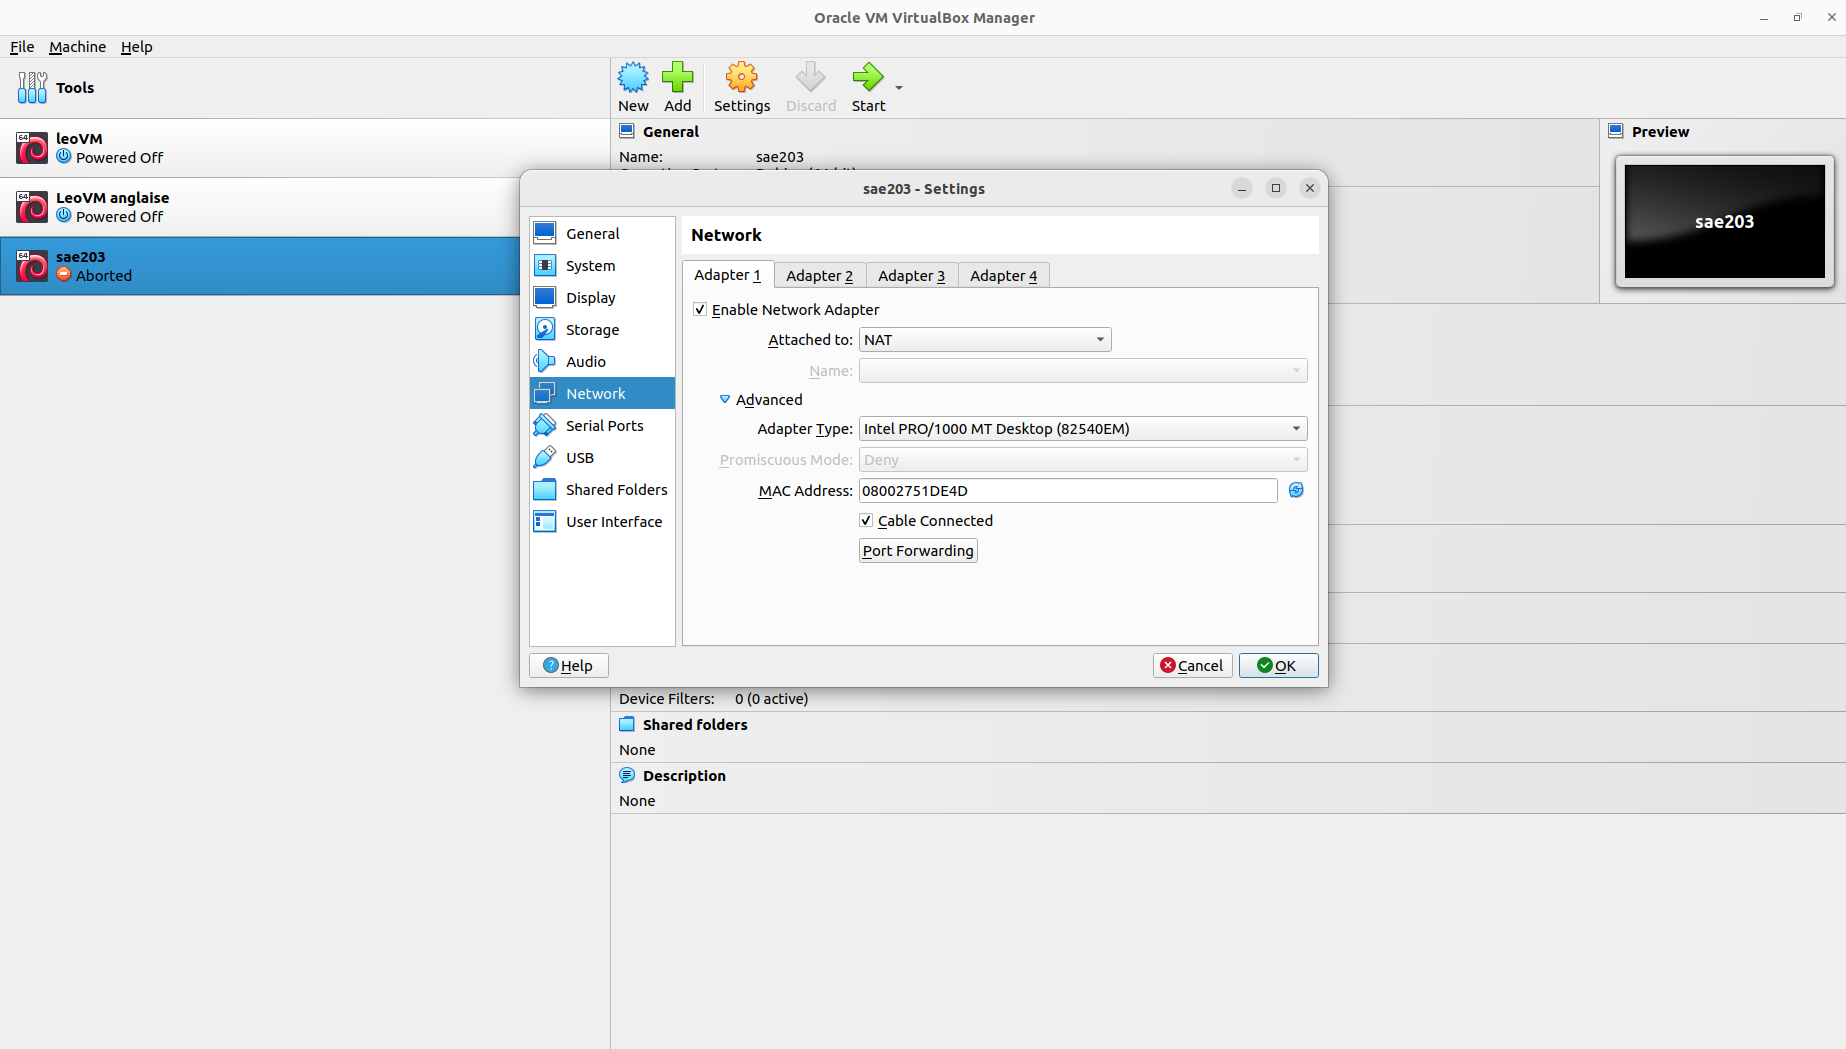 Oracle VM VirtualBox Manager
File Machine Help
Tools
New Add Settings Discard Start
64 leoVM
Powered Off
64 LeoVM anglaise
Powered Off
64 sae203
Aborted
General
Name: sae203
Preview
sae203
sae203 - Settings
General
System
Display
Storage
Audio
Network
Serial Ports
USB
Shared Folders
User Interface
Network
Adapter 1 Adapter 2 Adapter 3 Adapter 4
Enable Network Adapter
Attached to: NAT
Name:
Advanced
Adapter Type: Intel PRO/1000 MT Desktop (82540EM)
Promiscuous Mode: Deny
MAC Address: 08002751DE4D
Cable Connected
Port Forwarding
Help Cancel OK
Device Filters: 0 (0 active)
Shared folders
None
Description
None